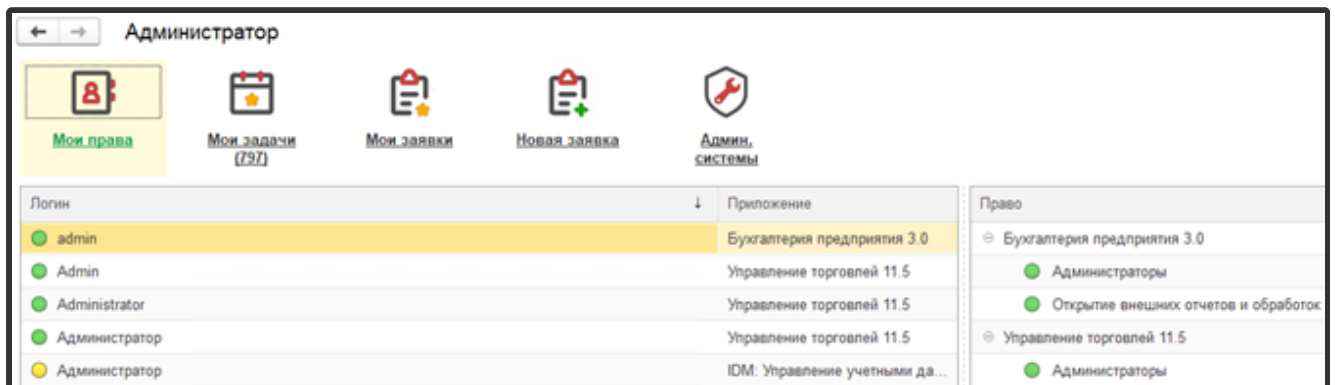 Администратор
Мои права
Мои задачи
(797)
Мои заявки
Новая заявка
Админ.
системы
Логин ↓ Приложение Право
admin Бухгалтерия предприятия 3.0 Бухгалтерия предприятия 3.0
Admin Управление торговлей 11.5 Администраторы
Administrator Управление торговлей 11.5 Открытие внешних отчетов и обработок
Администратор Управление торговлей 11.5 Управление торговлей 11.5
Администратор IDM: Управление учетными да... Администраторы